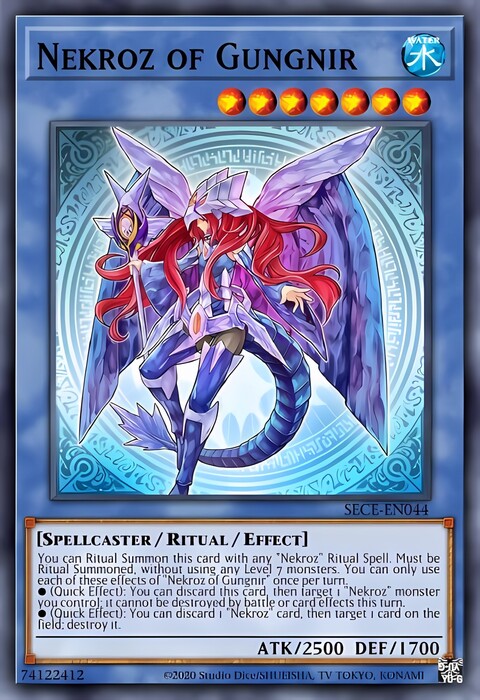 NEKROZ OF GUNGNIR
WATER
水
SECE-EN044
[SPELLCASTER / RITUAL / EFFECT]
You can Ritual Summon this card with any "Nekroz" Ritual Spell. Must be
Ritual Summoned, without using any Level 7 monsters. You can only use
each of these effects of "Nekroz of Gungnir" once per turn.
● (Quick Effect): You can discard this card, then target 1 "Nekroz" monster
you control; it cannot be destroyed by battle or card effects this turn.
● (Quick Effect): You can discard 1 "Nekroz" card, then target 1 card on the
field; destroy it.
ATK/2500 DEF/1700
74122412
©2020 Studio Dice/SHUEISHA, TV TOKYO, KONAMI